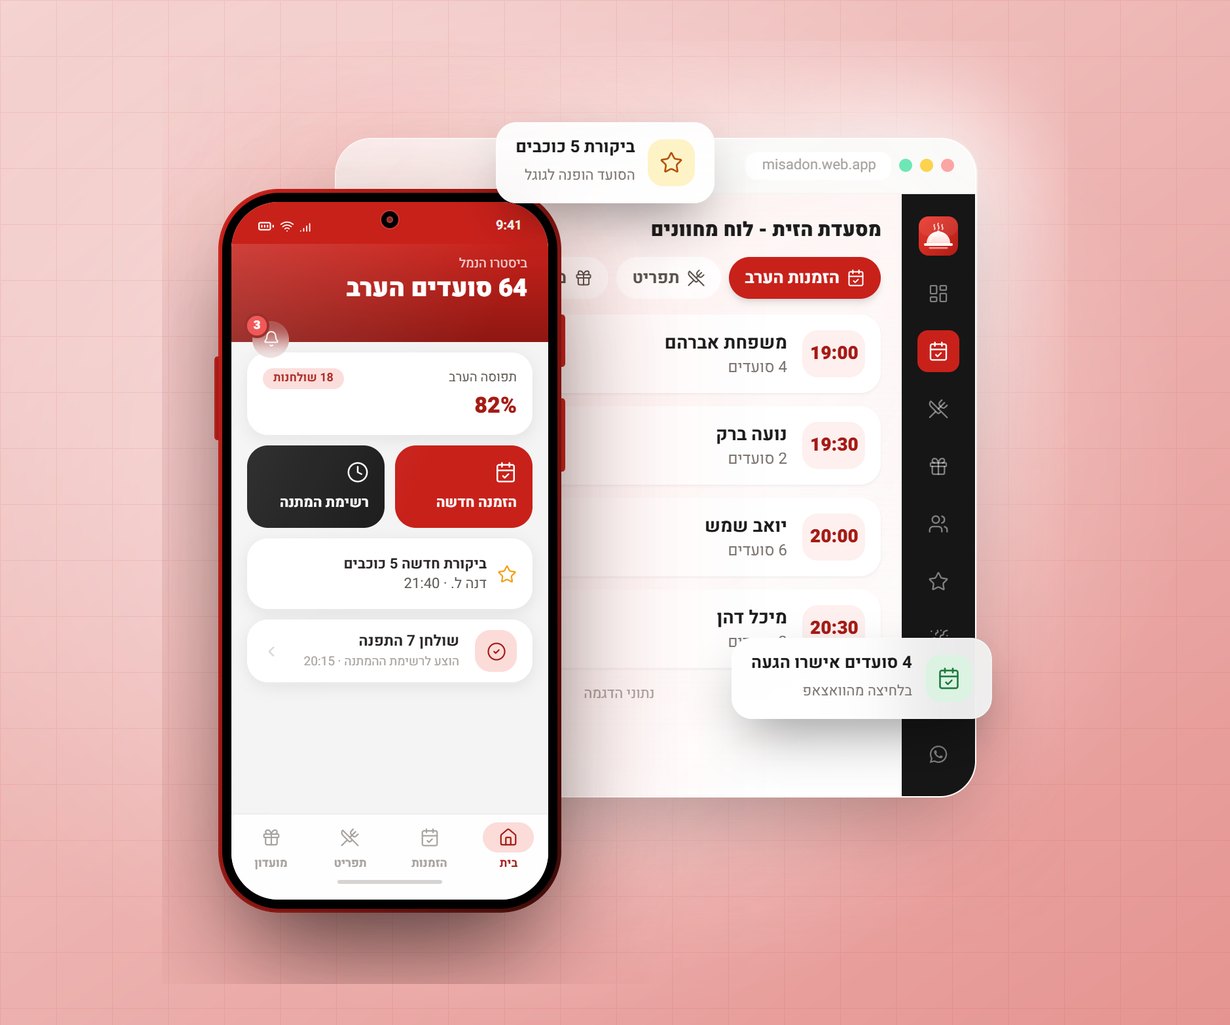 ביקורת 5 כוכבים
הסועד הופנה לגוגל
misadon.web.app
מסעדת הזית - לוח מחוונים
הזמנות הערב
תפריט
19:00
משפחת אברהם
4 סועדים
19:30
נועה ברק
2 סועדים
20:00
יואב שמש
6 סועדים
20:30
מיכל דהן
4 סועדים אישרו הגעה
בלחיצה מהוואצאפ
נתוני הדגמה
9:41
ביסטרו הנמל
64 סועדים הערב
3
תפוסה הערב
18 שולחנות
82%
הזמנה חדשה
רשימת המתנה
ביקורת חדשה 5 כוכבים
דנה ל. · 21:40
שולחן 7 התפנה
הוצע לרשימת ההמתנה · 20:15
בית
הזמנות
תפריט
מועדון